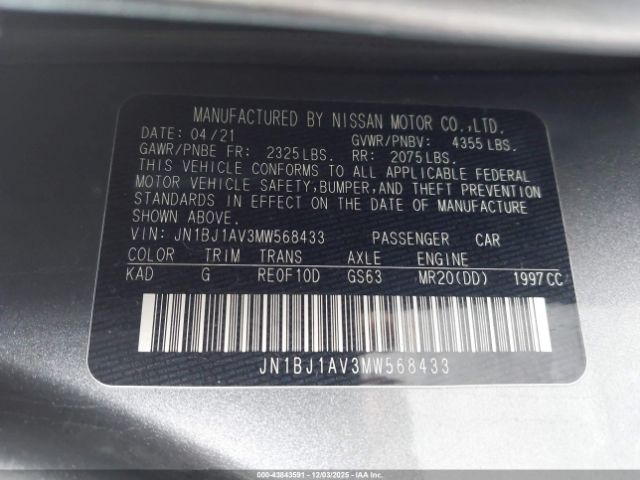 MANUFACTURED BY NISSAN MOTOR CO.,LTD.
DATE: 04/21 GVWR/PNBV: 4355 LBS.
GAWR/PNBE FR: 2325 LBS. RR: 2075 LBS.
THIS VEHICLE CONFORMS TO ALL APPLICABLE FEDERAL
MOTOR VEHICLE SAFETY,BUMPER,AND THEFT PREVENTION
STANDARDS IN EFFECT ON THE DATE OF MANUFACTURE
SHOWN ABOVE.
VIN: JN1BJ1AV3MW568433 PASSENGER CAR
COLOR TRIM TRANS AXLE ENGINE
KAD G RE0F10D GS63 MR20(DD) 1997CC
JN1BJ1AV3MW568433
000-43843591 - 12/03/2025 - IAA Inc.